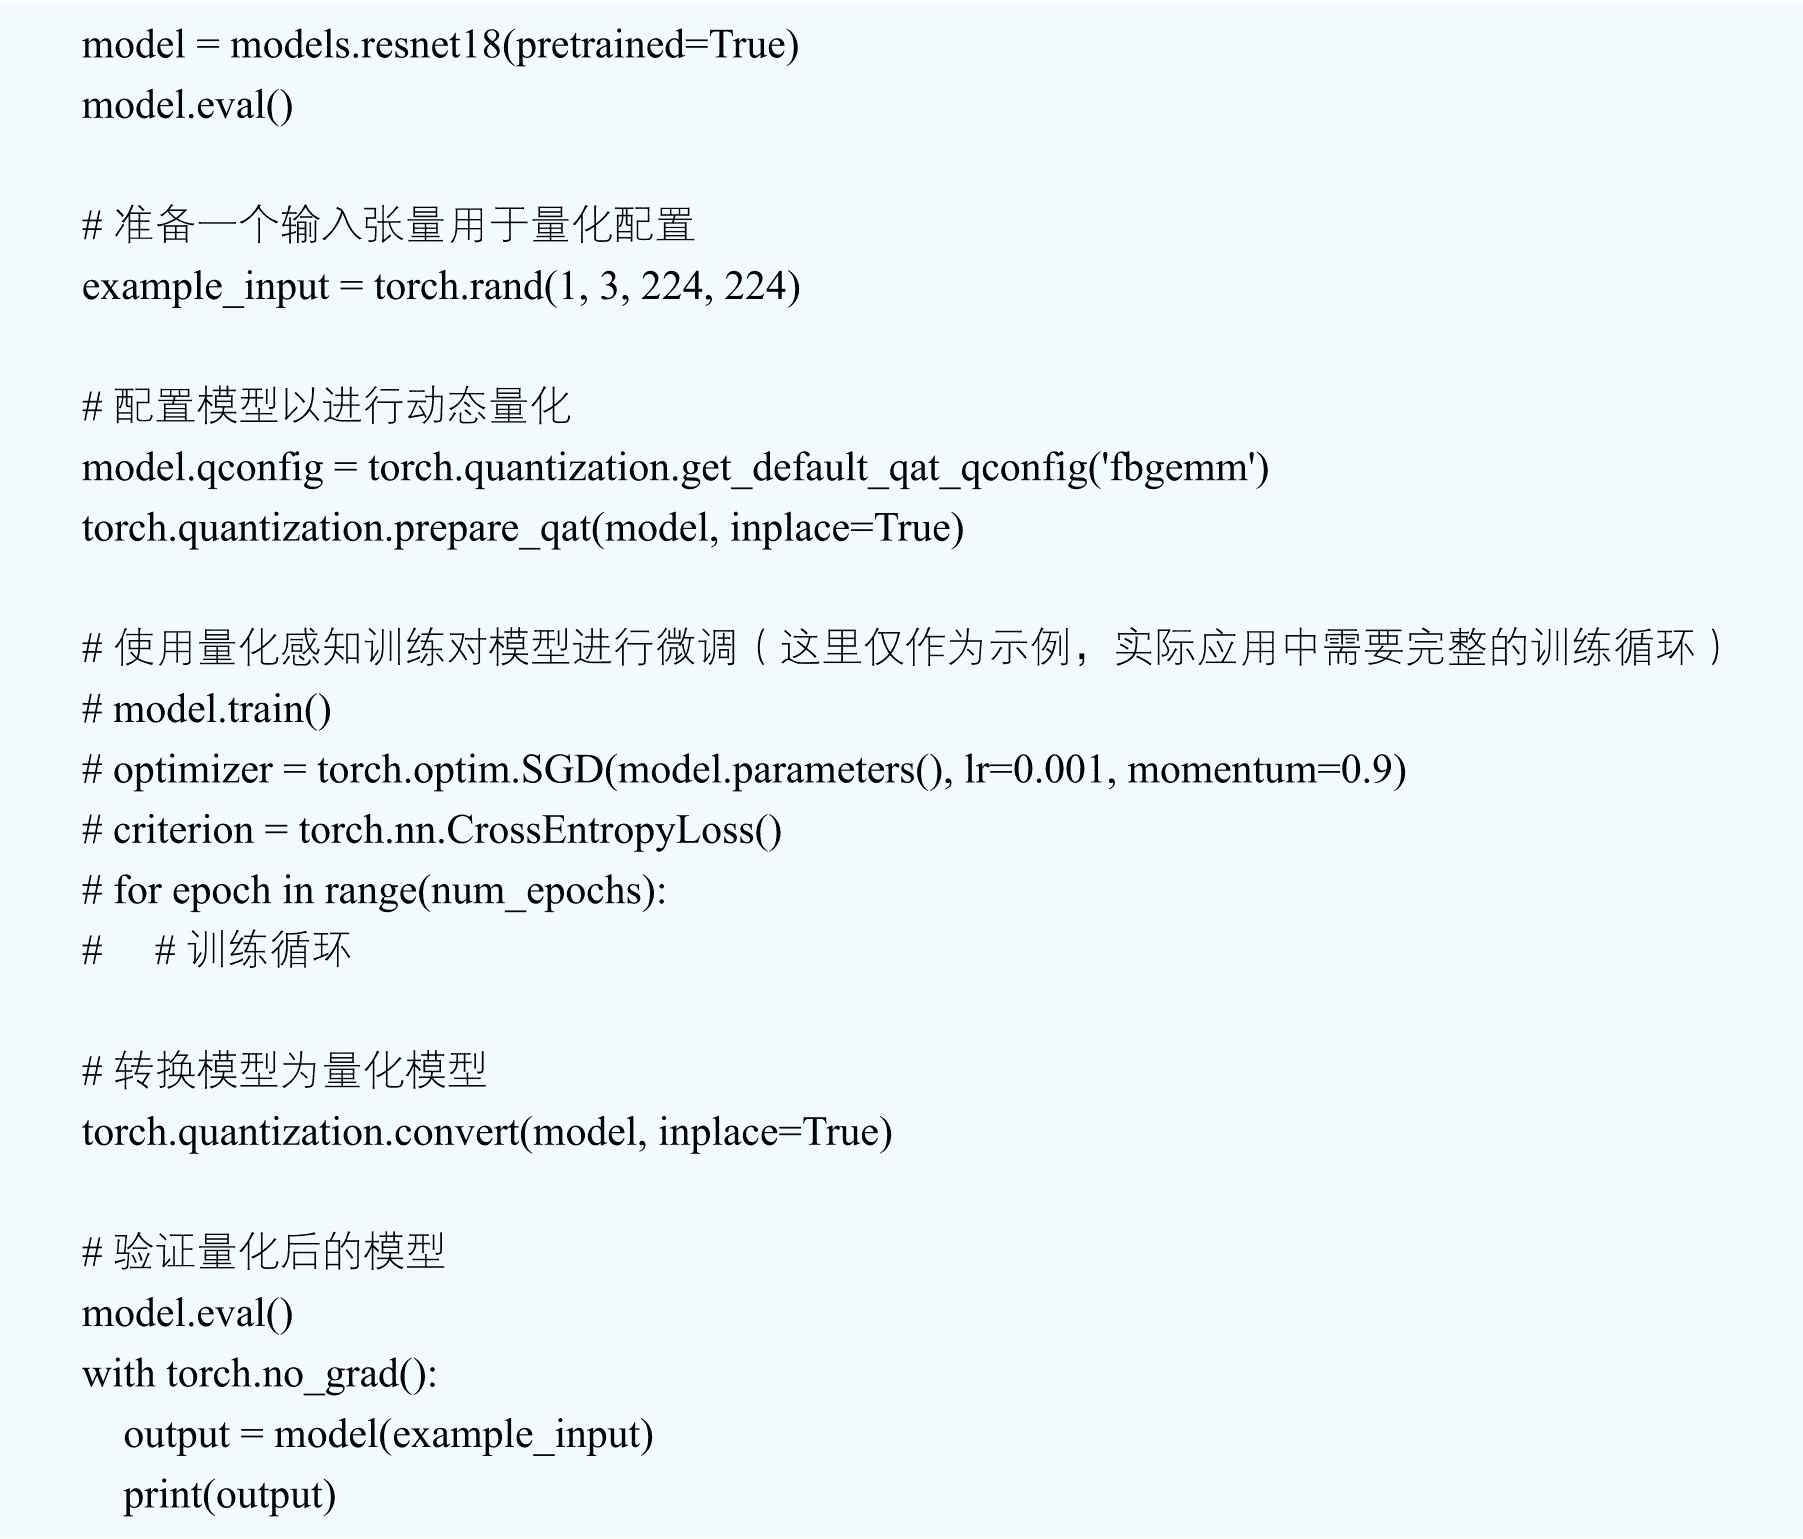 model = models.resnet18(pretrained=True)
model.eval()
# 准备一个输入张量用于量化配置
example_input = torch.rand(1, 3, 224, 224)
# 配置模型以进行动态量化
model.qconfig = torch.quantization.get_default_qat_qconfig('fbgemm')
torch.quantization.prepare_qat(model, inplace=True)
# 使用量化感知训练对模型进行微调（这里仅作为示例，实际应用中需要完整的训练循环）
# model.train()
# optimizer = torch.optim.SGD(model.parameters(), lr=0.001, momentum=0.9)
# criterion = torch.nn.CrossEntropyLoss()
# for epoch in range(num_epochs):
#     # 训练循环
# 转换模型为量化模型
torch.quantization.convert(model, inplace=True)
# 验证量化后的模型
model.eval()
with torch.no_grad():
    output = model(example_input)
    print(output)